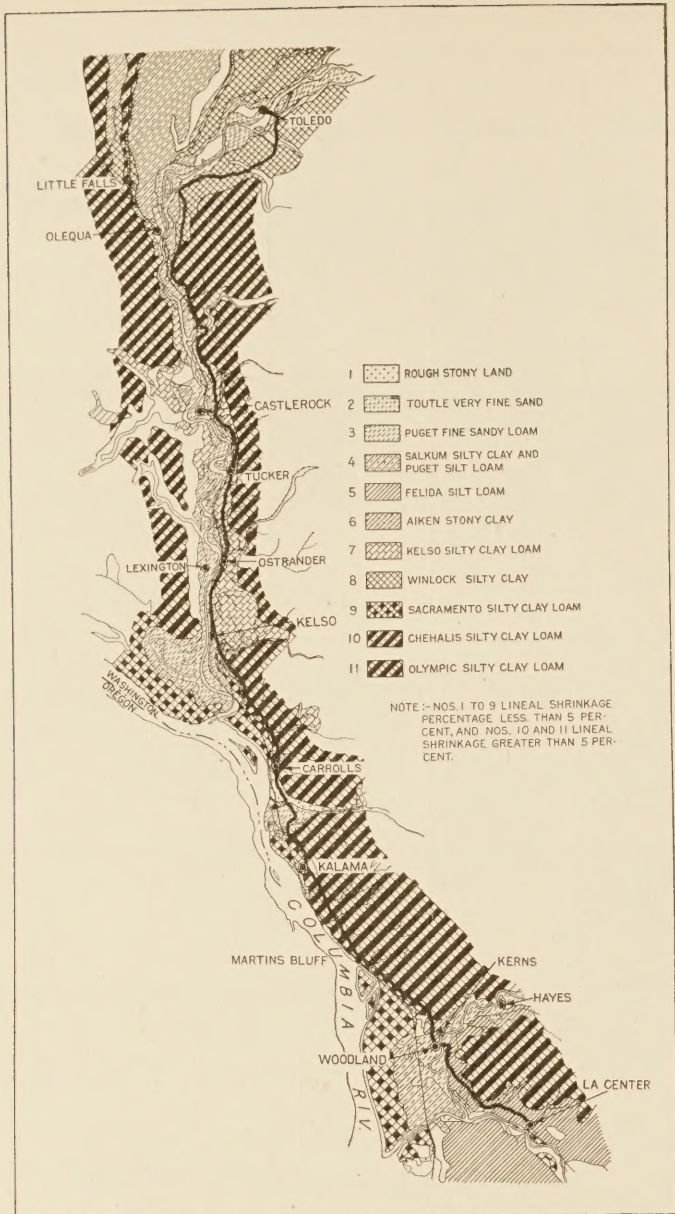 TOLEDO
LITTLE FALLS
OLEQUA
CASTLEROCK
TUCKER
LEXINGTON
OSTRANDER
KELSO
WASHINGTON
OREGON
CARROLLS
KALAMA
COLUMBIA RIV.
MARTINS BLUFF
KERNS
HAYES
WOODLAND
LA CENTER
1 ROUGH STONY LAND
2 TOUTLE VERY FINE SAND
3 PUGET FINE SANDY LOAM
4 SALKUM SILTY CLAY AND
PUGET SILT LOAM
5 FELIDA SILT LOAM
6 AIKEN STONY CLAY
7 KELSO SILTY CLAY LOAM
8 WINLOCK SILTY CLAY
9 SACRAMENTO SILTY CLAY LOAM
10 CHEHALIS SILTY CLAY LOAM
11 OLYMPIC SILTY CLAY LOAM
NOTE:-NOS. 1 TO 9 LINEAL SHRINKAGE
PERCENTAGE LESS THAN 5 PER-
CENT, AND NOS. 10 AND 11 LINEAL
SHRINKAGE GREATER THAN 5 PER-
CENT.